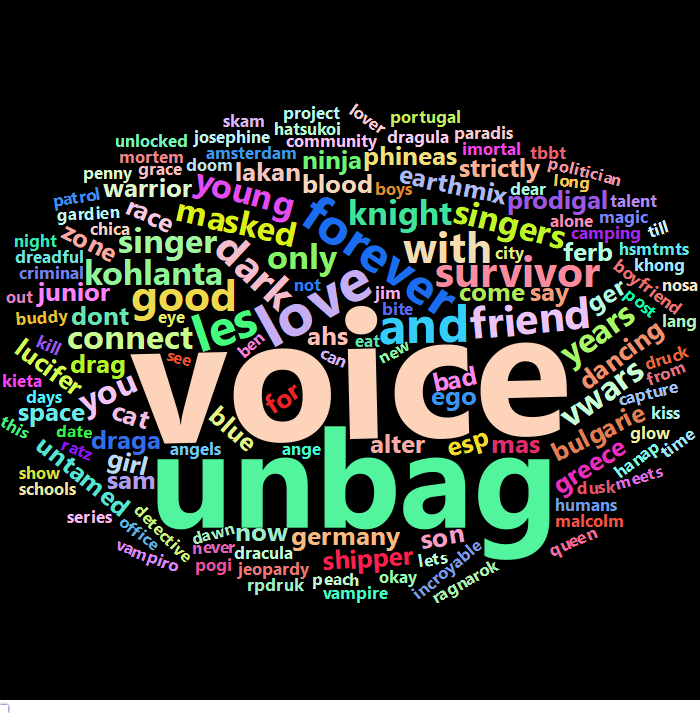 project
lover
portugal
skam
hatsukoi
unlocked
josephine
community
dragula
paradis
mortem
amsterdam
imortal
tbbt
penny
grace
doom
lakan
ninja
phineas
strictly
politician
patrol
warrior
young
blood
boys
earthmix
dear
long
prodigal
talent
gardien
chica
race
masked
forever
knight
singers
alone
magic
camping
till
night
zone
singer
dark
only
with
city
ferb
hsmtmts
dreadful
criminal
kohlanta
love
not
jim
survivor
boyfriend
khong
nosa
out
junior
good
bite
come
say
ger
post
lang
buddy
dont
eye
les
ahs
eat
and
friend
years
kill
connect
see
ben
can
new
dancing
druck
from
lucifer
drag
you
voice
for
bad
ego
vwars
capture
kieta
days
space
cat
blue
kiss
this
date
ratz
draga
angels
ange
alter
esp
mas
bulgarie
glow
time
untamed
girl
sam
unbag
greece
hanap
meets
show
schools
dusk
humans
series
office
detective
dawn
now
germany
son
malcolm
queen
vampiro
never
dracula
shipper
lets
incroyable
pogi
jeopardy
rpdruk
peach
okay
ragnarok
vampire